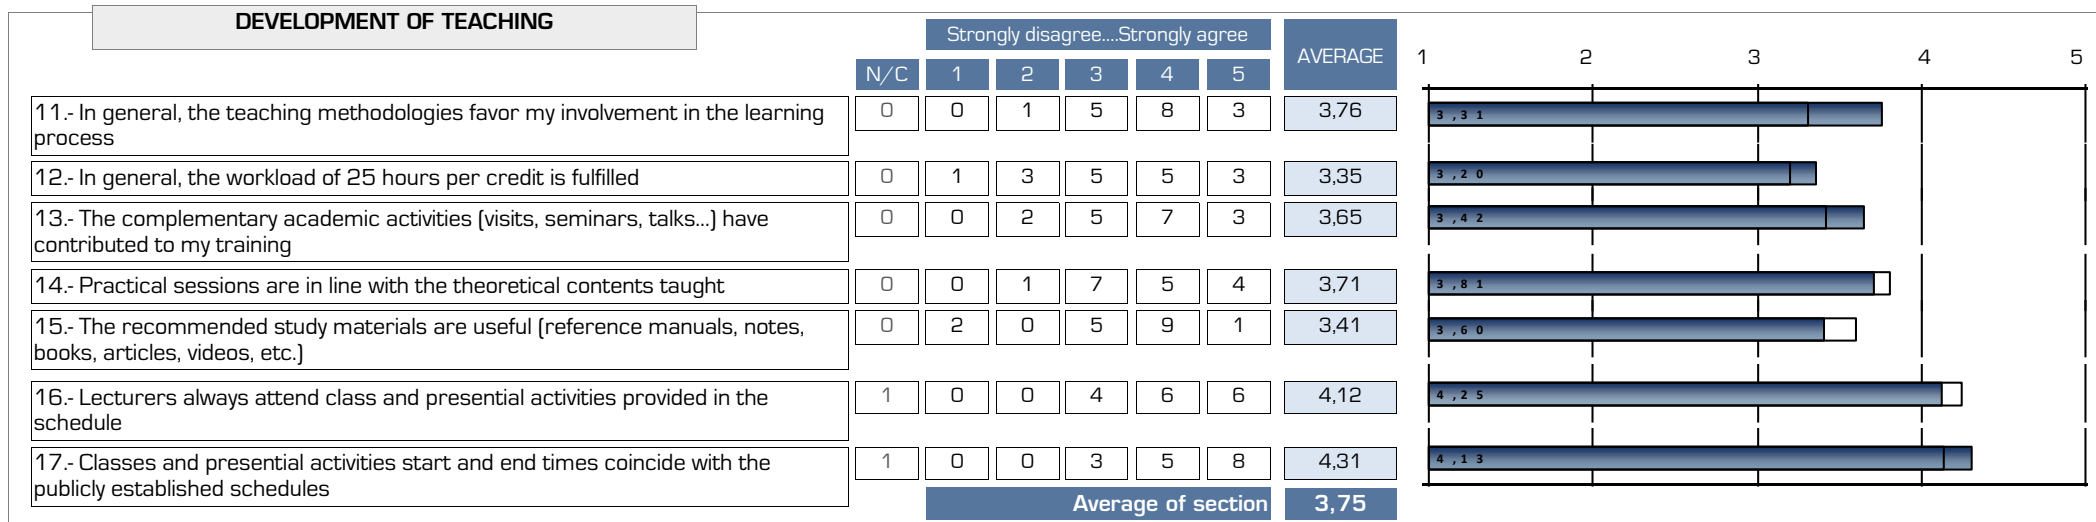 DEVELOPMENT OF TEACHING
Strongly disagree....Strongly agree
AVERAGE
1 2 3 4 5
N/C 1 2 3 4 5
11.- In general, the teaching methodologies favor my involvement in the learning
process
0 0 1 5 8 3 3,76 3,31
12.- In general, the workload of 25 hours per credit is fulfilled 0 1 3 5 5 3 3,35 3,20
13.- The complementary academic activities (visits, seminars, talks...) have
contributed to my training
0 0 2 5 7 3 3,65 3,42
14.- Practical sessions are in line with the theoretical contents taught 0 0 1 7 5 4 3,71 3,81
15.- The recommended study materials are useful (reference manuals, notes,
books, articles, videos, etc.)
0 2 0 5 9 1 3,41 3,60
16.- Lecturers always attend class and presential activities provided in the
schedule
1 0 0 4 6 6 4,12 4,25
17.- Classes and presential activities start and end times coincide with the
publicly established schedules
1 0 0 3 5 8 4,31 4,13
Average of section 3,75